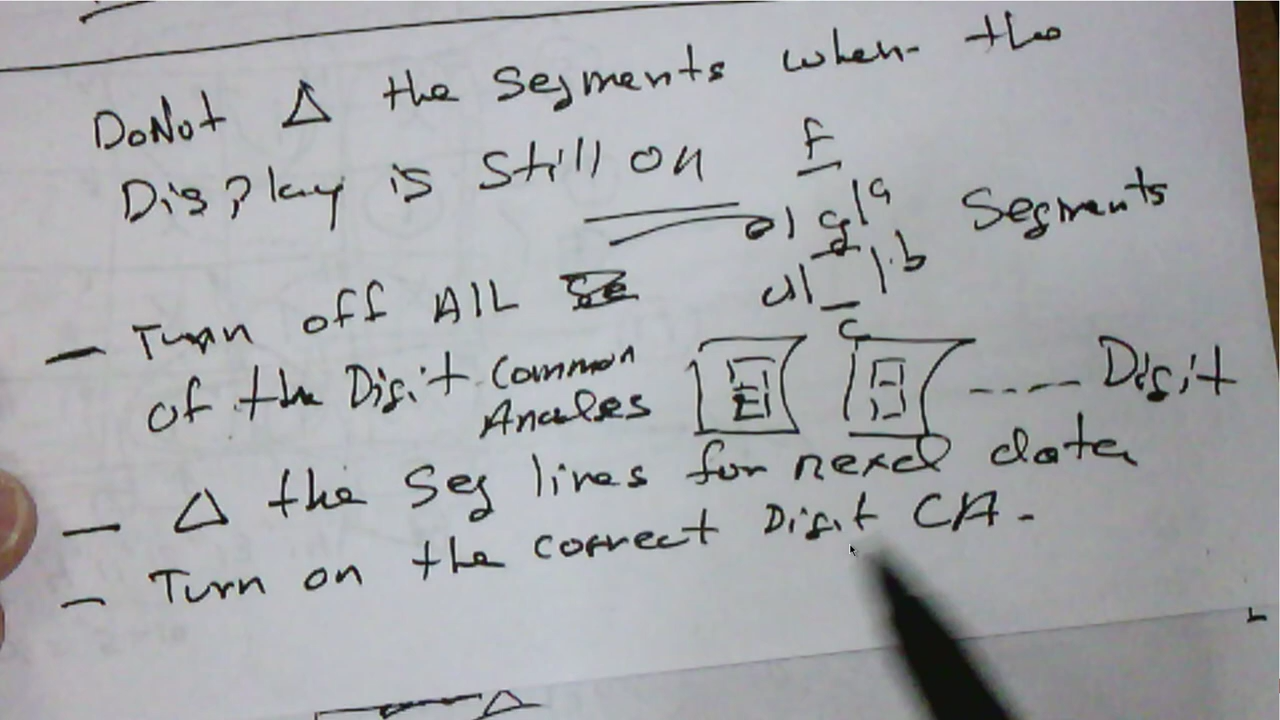 DoNot Δ the Segments when the
Display is Still on
F
g a Segments
b
c
- Turn off All
of the Digit Common
Anodes
---- Digit
- Δ the Seg lines for next data
- Turn on the correct Digit CA.